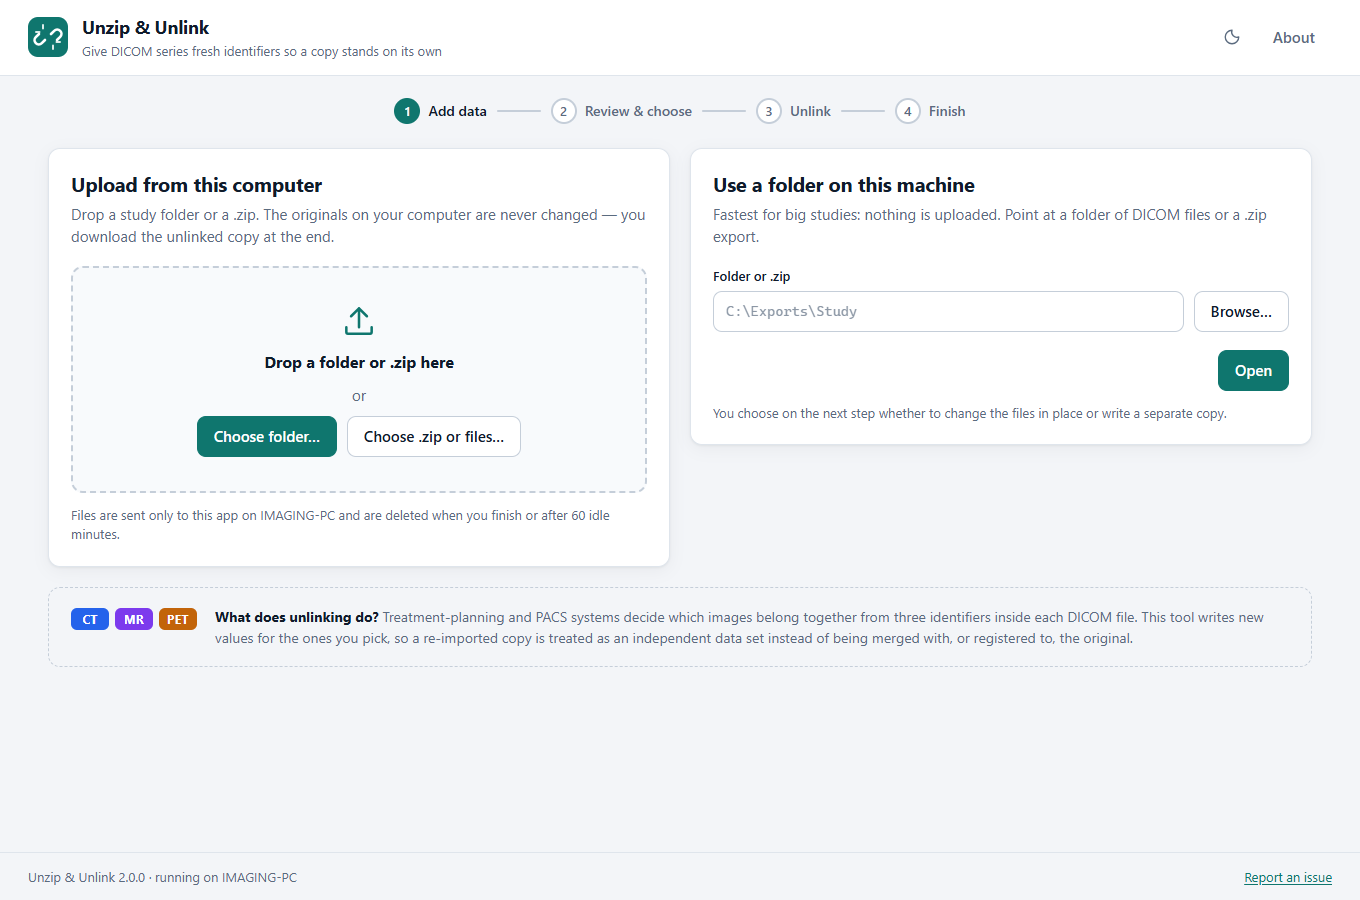 Unzip & Unlink
Give DICOM series fresh identifiers so a copy stands on its own
About
1 Add data
2 Review & choose
3 Unlink
4 Finish
Upload from this computer
Drop a study folder or a .zip. The originals on your computer are never changed — you
download the unlinked copy at the end.
Drop a folder or .zip here
or
Choose folder...
Choose .zip or files...
Files are sent only to this app on IMAGING-PC and are deleted when you finish or after 60 idle
minutes.
Use a folder on this machine
Fastest for big studies: nothing is uploaded. Point at a folder of DICOM files or a .zip
export.
Folder or .zip
C:\Exports\Study
Browse...
Open
You choose on the next step whether to change the files in place or write a separate copy.
CT MR PET
What does unlinking do? Treatment-planning and PACS systems decide which images belong together from three identifiers inside each DICOM file. This tool writes new
values for the ones you pick, so a re-imported copy is treated as an independent data set instead of being merged with, or registered to, the original.
Unzip & Unlink 2.0.0 · running on IMAGING-PC
Report an issue